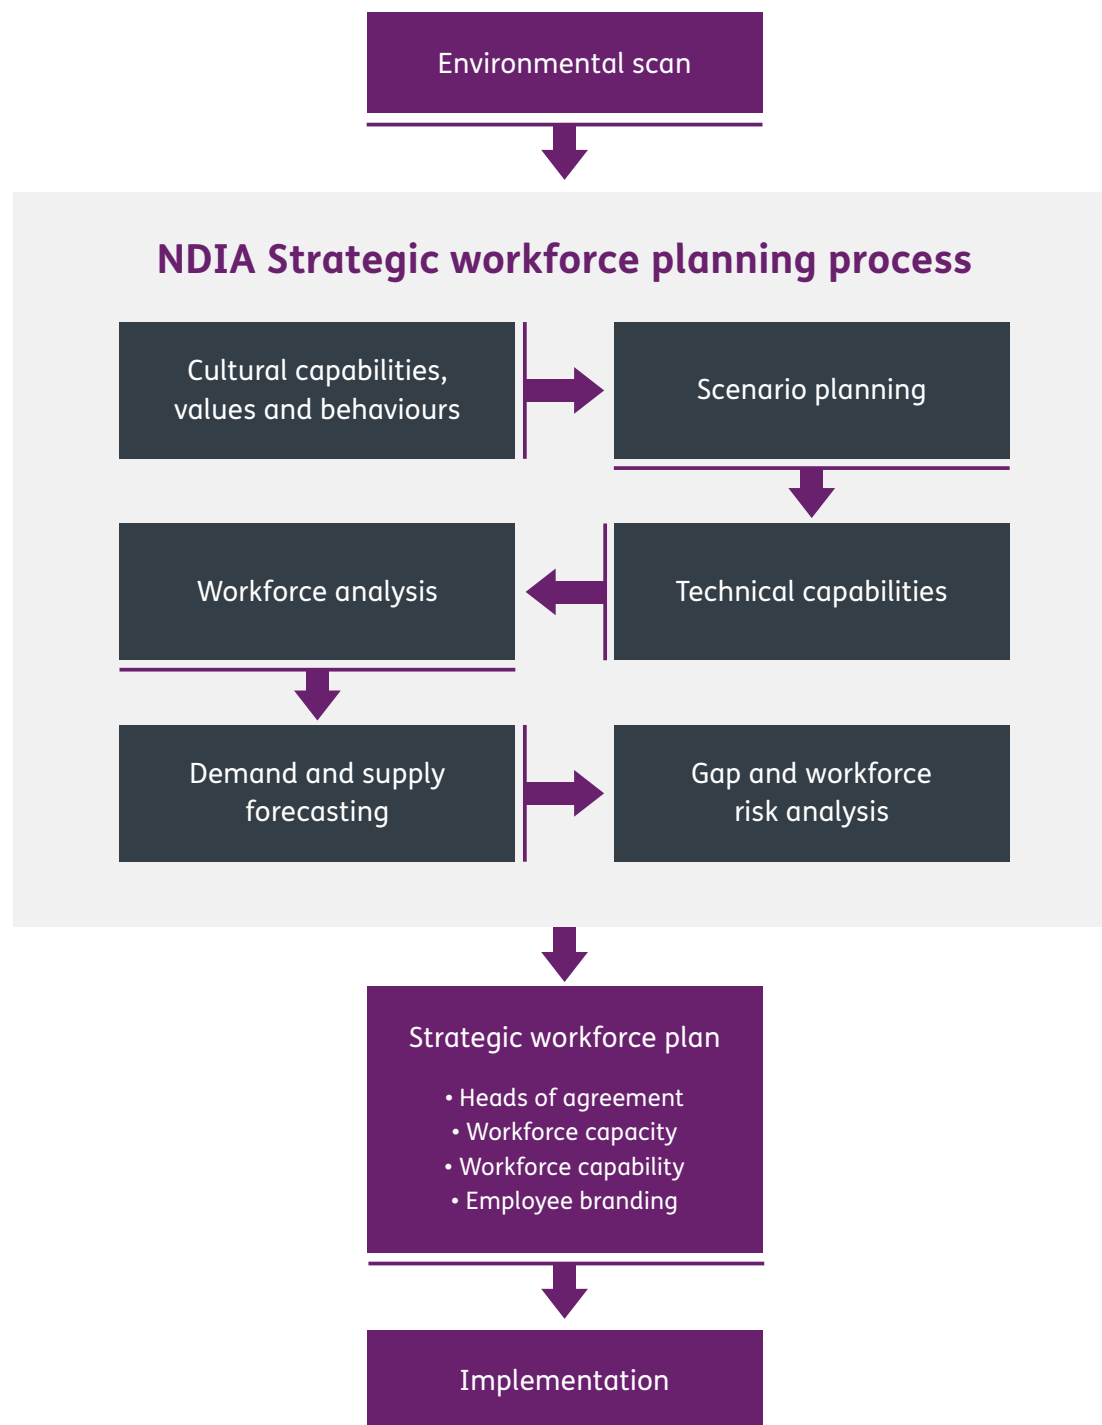 Environmental scan
NDIA Strategic workforce planning process
Cultural capabilities,
values and behaviours
Scenario planning
Technical capabilities
Workforce analysis
Demand and supply
forecasting
Gap and workforce
risk analysis
Strategic workforce plan
• Heads of agreement
• Workforce capacity
• Workforce capability
• Employee branding
Implementation